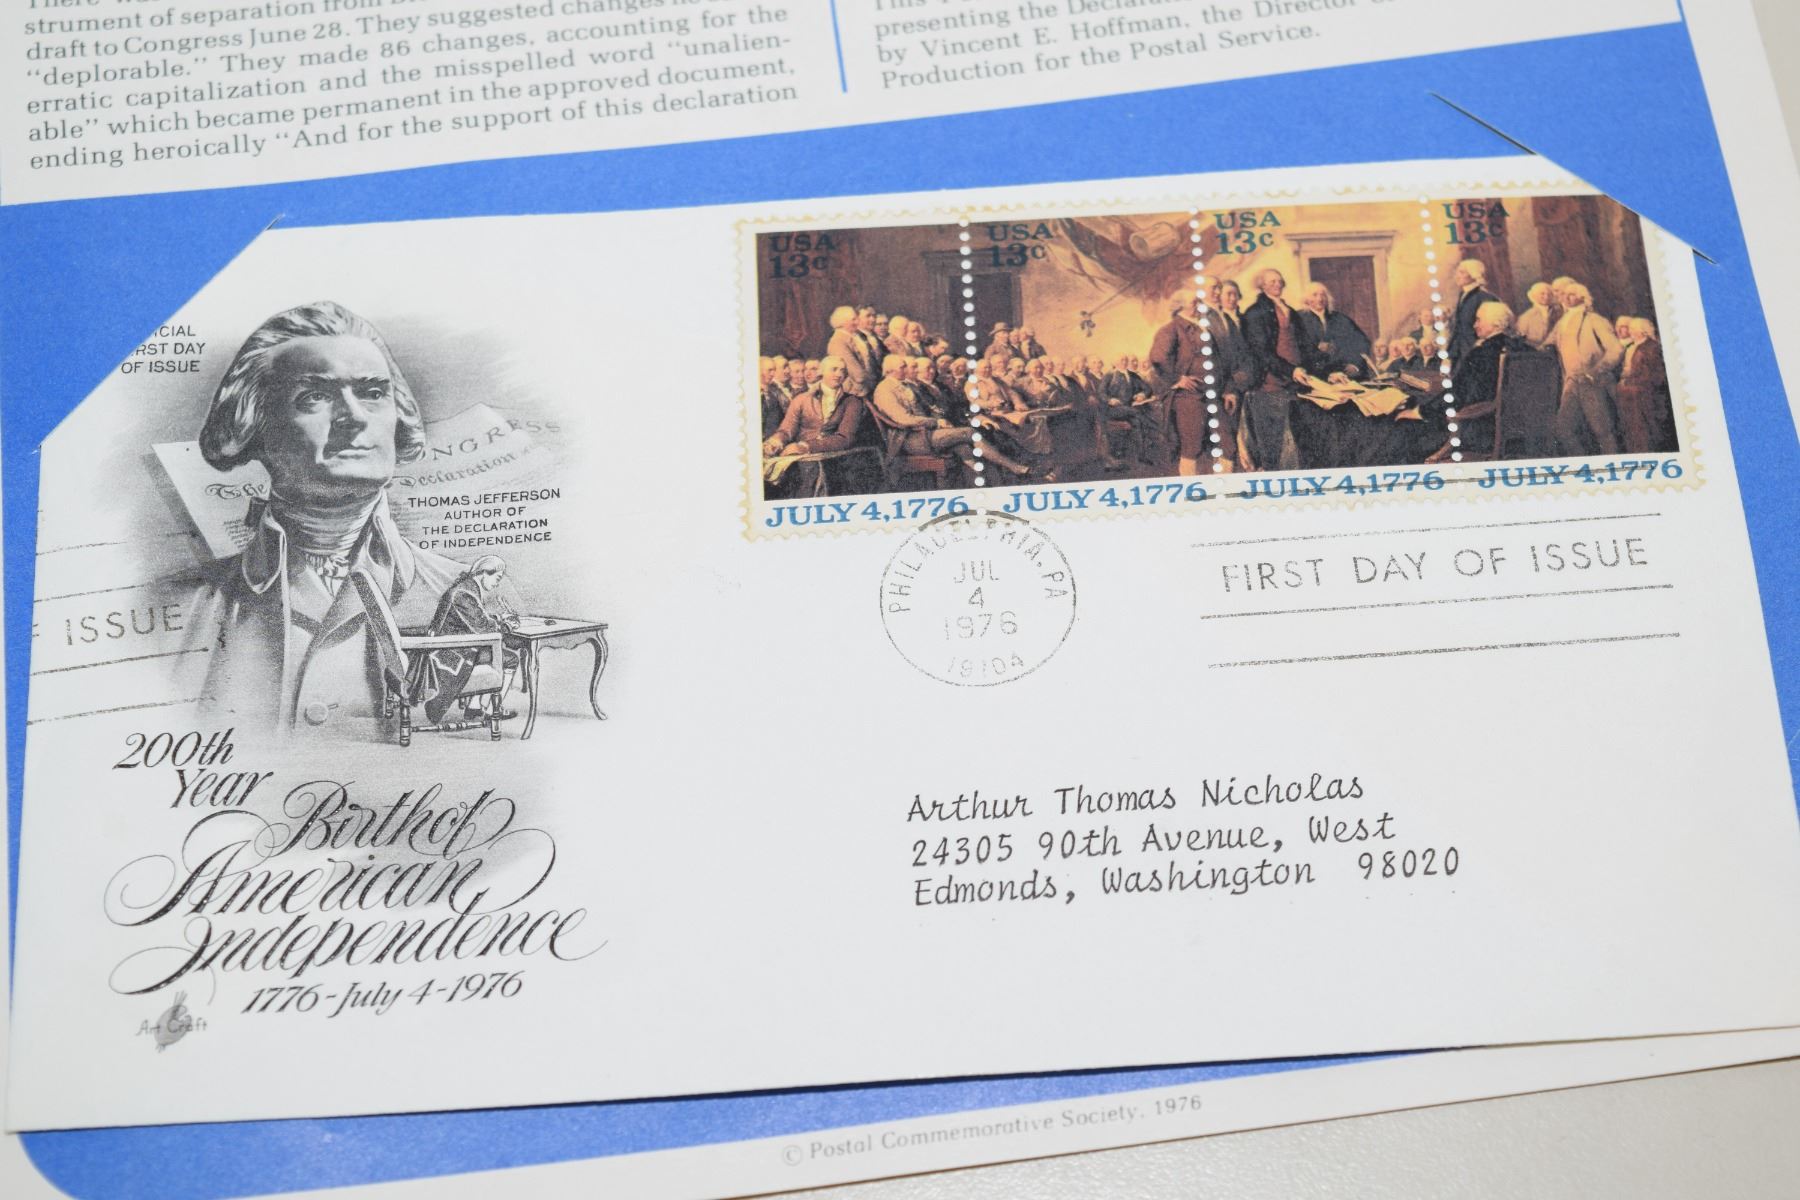 strument of separation from
draft to Congress June 28. They suggested changes
"deplorable." They made 86 changes, accounting for the
erratic capitalization and the misspelled word "unalien-
able" which became permanent in the approved document,
ending heroically "And for the support of this declaration
presenting the
by Vincent E. Hoffman, the Director
Production for the Postal Service.
RST DAY
OF ISSUE
CONGRESS
Declaration
The
THOMAS JEFFERSON
AUTHOR OF
THE DECLARATION
OF INDEPENDENCE
ISSUE
200th
Year
Birth of
American
Independence
1776-July 4-1976
Art Craft
USA
13c
USA
13c
USA
13c
USA
13c
JULY 4,1776
JULY 4,1776
JULY 4,1776
JULY 4,1776
PHILADELPHIA, PA
JUL
4
1976
19104
FIRST DAY OF ISSUE
Arthur Thomas Nicholas
24305 90th Avenue, West
Edmonds, Washington 98020
© Postal Commemorative Society, 1976